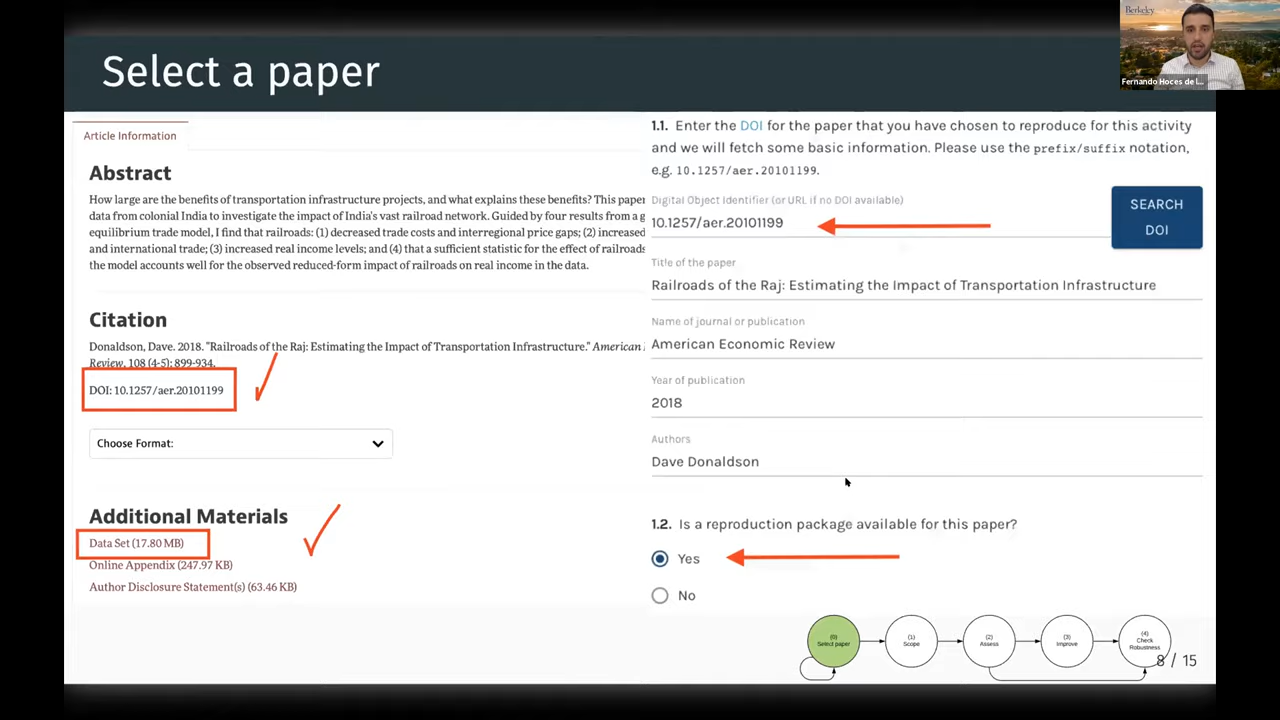 Select a paper
Berkeley
Fernando Hoces de l...
Article Information
Abstract
How large are the benefits of transportation infrastructure projects, and what explains these benefits? This paper
data from colonial India to investigate the impact of India's vast railroad network. Guided by four results from a g
equilibrium trade model, I find that railroads: (1) decreased trade costs and interregional price gaps; (2) increased
and international trade; (3) increased real income levels; and (4) that a sufficient statistic for the effect of railroads
the model accounts well for the observed reduced-form impact of railroads on real income in the data.
Citation
Donaldson, Dave. 2018. "Railroads of the Raj: Estimating the Impact of Transportation Infrastructure." American
Review, 108 (4-5): 899-934.
DOI: 10.1257/aer.20101199
Choose Format:
Additional Materials
Data Set (17.80 MB)
Online Appendix (247.97 KB)
Author Disclosure Statement(s) (63.46 KB)
1.1. Enter the DOI for the paper that you have chosen to reproduce for this activity
and we will fetch some basic information. Please use the prefix/suffix notation,
e.g. 10.1257/aer.20101199.
Digital Object Identifier (or URL if no DOI available)
10.1257/aer.20101199
SEARCH
DOI
Title of the paper
Railroads of the Raj: Estimating the Impact of Transportation Infrastructure
Name of journal or publication
American Economic Review
Year of publication
2018
Authors
Dave Donaldson
1.2. Is a reproduction package available for this paper?
Yes
No
(0)
Select paper
(1)
Scope
(2)
Assess
(3)
Improve
(4)
Check
Robustness
8 / 15